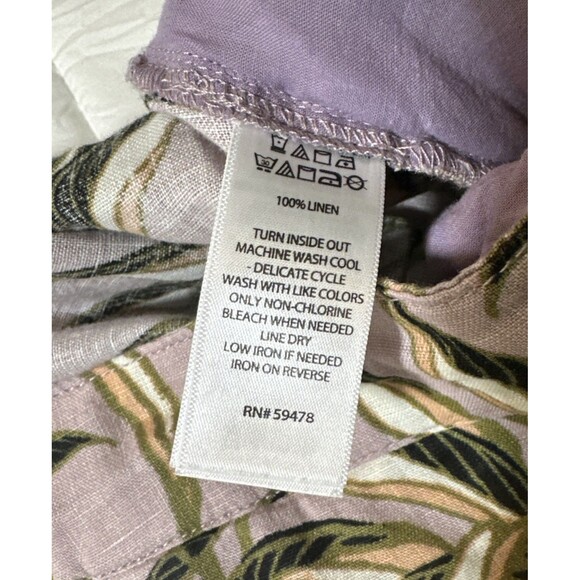 100% LINEN
TURN INSIDE OUT
MACHINE WASH COOL
- DELICATE CYCLE
WASH WITH LIKE COLORS
ONLY NON-CHLORINE
BLEACH WHEN NEEDED
LINE DRY
LOW IRON IF NEEDED
IRON ON REVERSE
RN# 59478